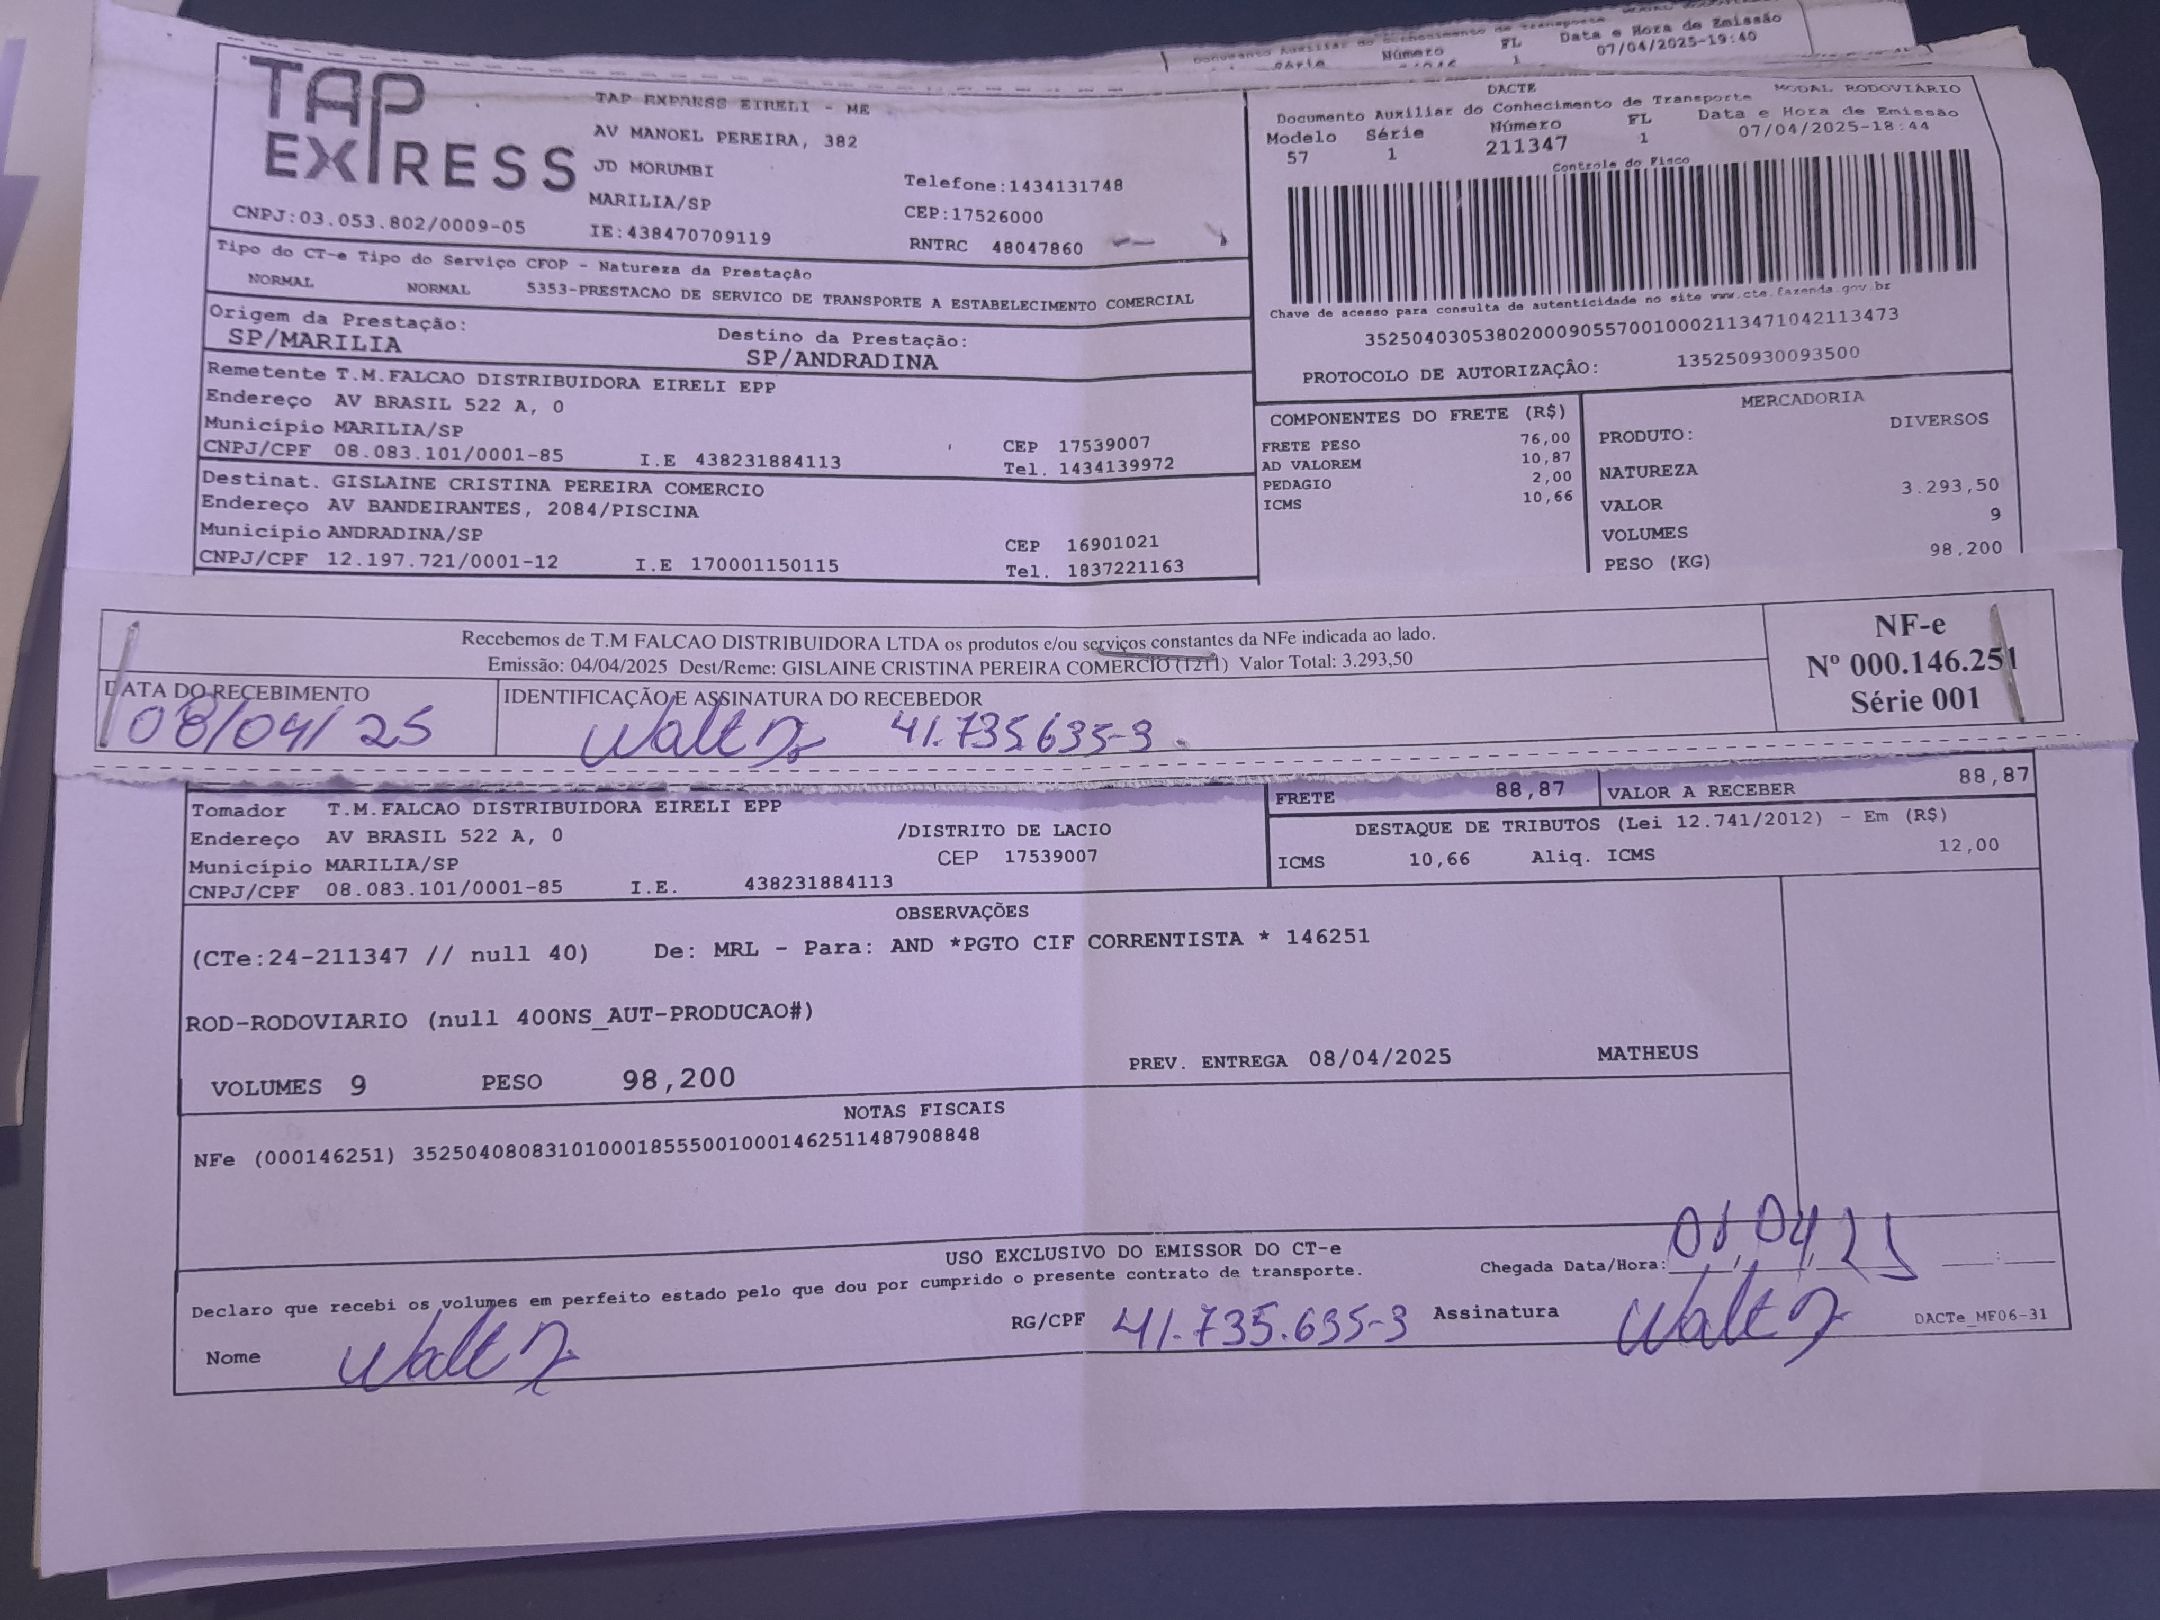 Data e Hora de Emissão
Número FL 07/04/2025-19:40
1
TAP EXPRESS
TAP EXPRESS EIRELI - ME
AV MANOEL PEREIRA, 382
JD MORUMBI
MARILIA/SP
Telefone:1434131748
CEP:17526000
CNPJ:03.053.802/0009-05 IE:438470709119 RNTRC 48047860
DACTE MODAL RODOVIÁRIO
Documento Auxiliar do Conhecimento de Transporte
Modelo Série Número FL Data e Hora de Emissão
57 1 211347 1 07/04/2025-18:44
Controle do Fisco
Chave de acesso para consulta de autenticidade no site www.cte.fazenda.gov.br
35250403053802000905570010002113471042113473
PROTOCOLO DE AUTORIZAÇÂO: 135250930093500
Tipo do CT-e Tipo do Serviço CFOP - Natureza da Prestação
NORMAL NORMAL 5353-PRESTACAO DE SERVICO DE TRANSPORTE A ESTABELECIMENTO COMERCIAL
Origem da Prestação: Destino da Prestação:
SP/MARILIA SP/ANDRADINA
Remetente T.M.FALCAO DISTRIBUIDORA EIRELI EPP
Endereço AV BRASIL 522 A, 0
Município MARILIA/SP CEP 17539007
CNPJ/CPF 08.083.101/0001-85 I.E 438231884113 Tel. 1434139972
Destinat. GISLAINE CRISTINA PEREIRA COMERCIO
Endereço AV BANDEIRANTES, 2084/PISCINA
Município ANDRADINA/SP CEP 16901021
CNPJ/CPF 12.197.721/0001-12 I.E 170001150115 Tel. 1837221163
COMPONENTES DO FRETE (R$)
FRETE PESO 76,00
AD VALOREM 10,87
PEDAGIO 2,00
ICMS 10,66
MERCADORIA
PRODUTO: DIVERSOS
NATUREZA
VALOR 3.293,50
VOLUMES 9
PESO (KG) 98,200
Recebemos de T.M FALCAO DISTRIBUIDORA LTDA os produtos e/ou serviços constantes da NFe indicada ao lado.
Emissão: 04/04/2025 Dest/Reme: GISLAINE CRISTINA PEREIRA COMERCIO (1211) Valor Total: 3.293,50
DATA DO RECEBIMENTO IDENTIFICAÇÃO E ASSINATURA DO RECEBEDOR
08/04/25 41.735.635-3
NF-e
Nº 000.146.251
Série 001
Tomador T.M.FALCAO DISTRIBUIDORA EIRELI EPP
Endereço AV BRASIL 522 A, 0 /DISTRITO DE LACIO
Município MARILIA/SP CEP 17539007
CNPJ/CPF 08.083.101/0001-85 I.E. 438231884113
FRETE 88,87 VALOR A RECEBER 88,87
DESTAQUE DE TRIBUTOS (Lei 12.741/2012) - Em (R$)
ICMS 10,66 Aliq. ICMS 12,00
OBSERVAÇÕES
(CTe:24-211347 // null 40) De: MRL - Para: AND *PGTO CIF CORRENTISTA * 146251
ROD-RODOVIARIO (null 400NS_AUT-PRODUCAO#)
VOLUMES 9 PESO 98,200 PREV. ENTREGA 08/04/2025 MATHEUS
NOTAS FISCAIS
NFe (000146251) 35250408083101000185550010001462511487908848
USO EXCLUSIVO DO EMISSOR DO CT-e
Declaro que recebi os volumes em perfeito estado pelo que dou por cumprido o presente contrato de transporte. Chegada Data/Hora:
Nome RG/CPF 41.735.635-3 Assinatura DACTe_MF06-31